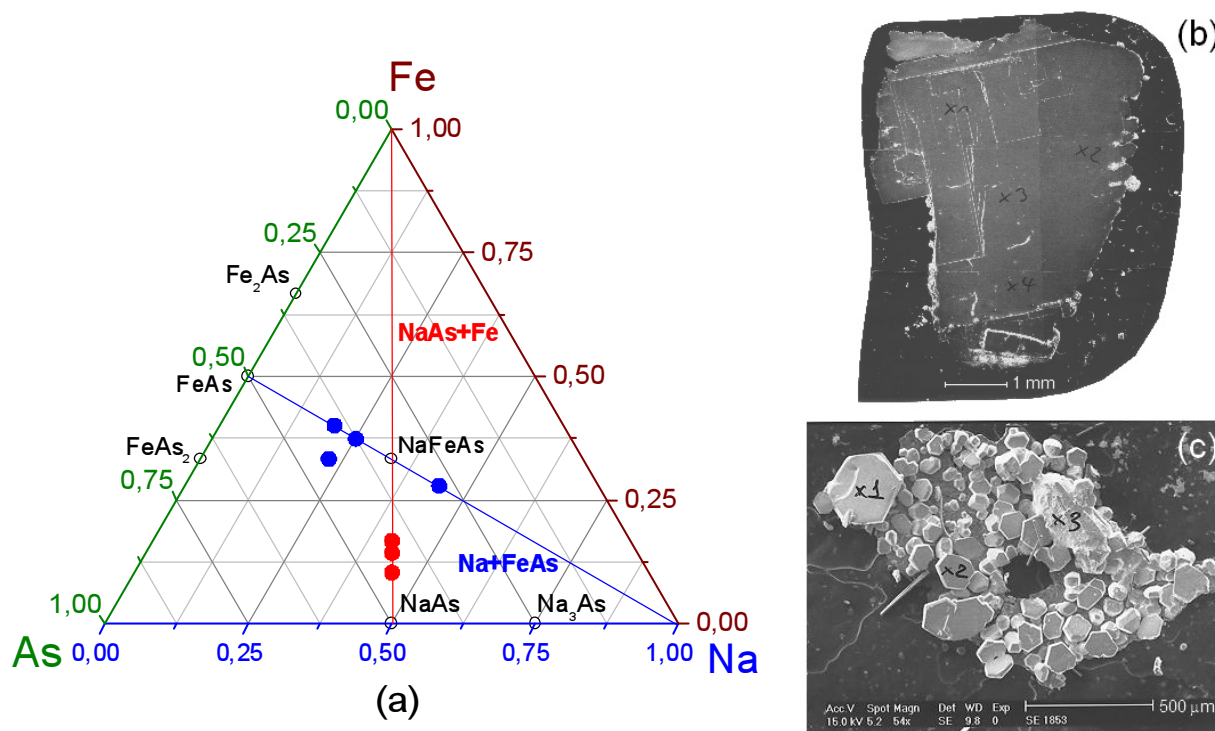 (b)
Fe
0,00
1,00
x1
x2
x3
x4
1 mm
0,25
0,75
Fe₂As
NaAs+Fe
0,50
0,50
FeAs
NaFeAs
FeAs₂
0,75
0,25
Na+FeAs
1,00
NaAs
Na₃As
0,00
As
0,00
0,25
0,50
0,75
1,00
Na
(a)
(c)
x1
x2
x3
Acc.V Spot Magn Det WD Exp
15.0 kV 5.2 54x SE 9.8 0 SE 1853
500 µm